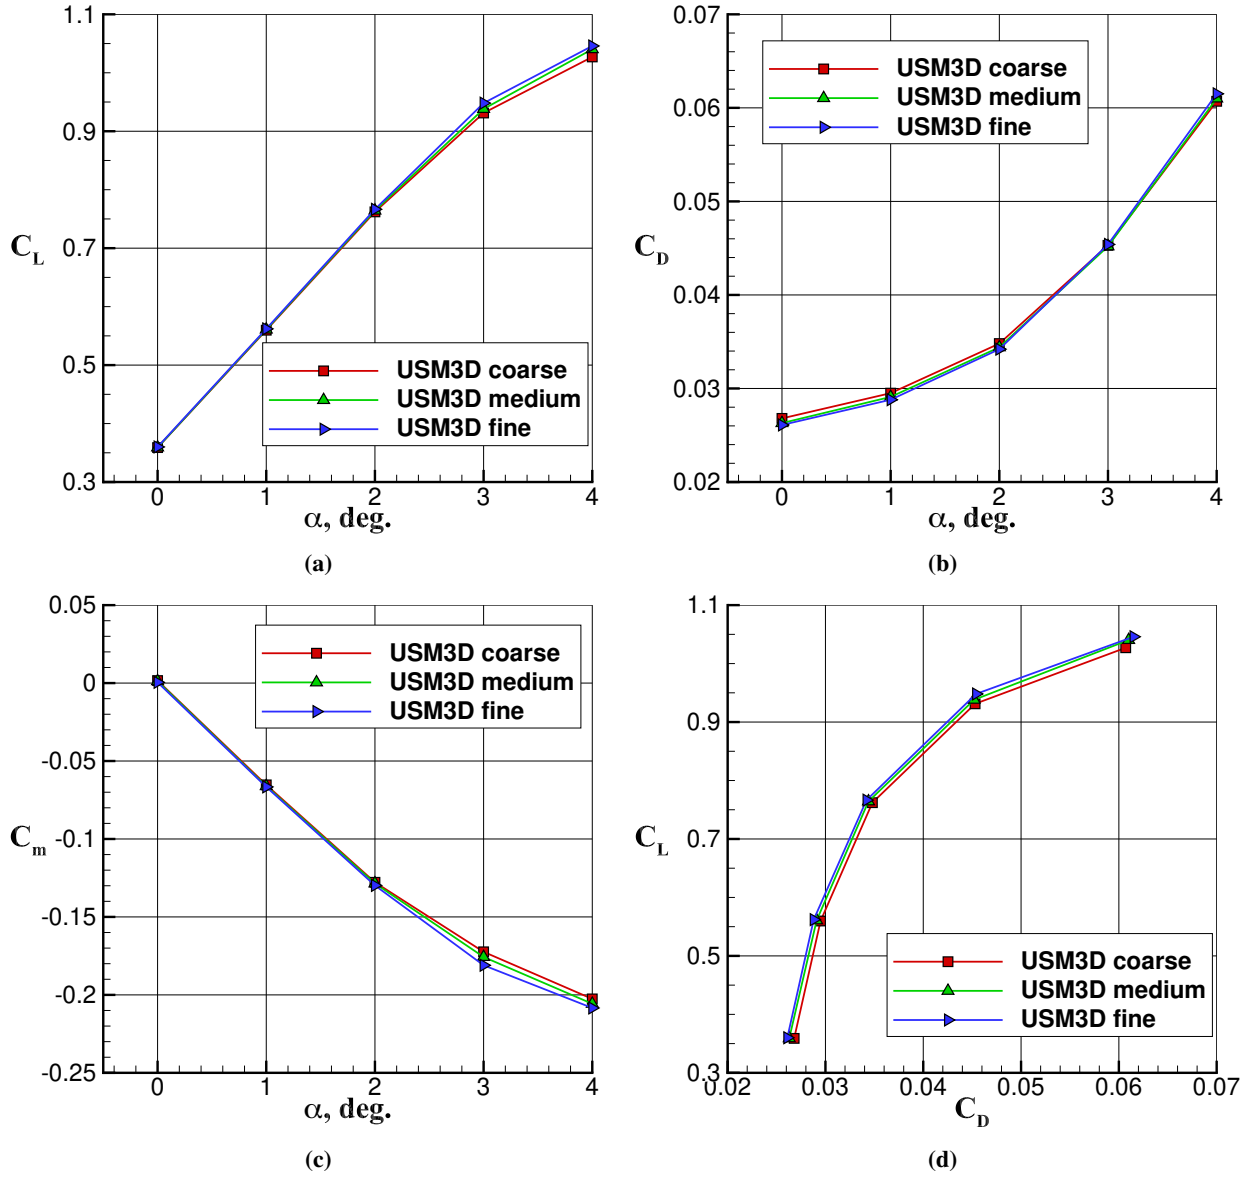 1.1
0.9
0.7
0.5
0.3
C_L
USM3D coarse
USM3D medium
USM3D fine
0 1 2 3 4
α, deg.
(a)
0.07
0.06
0.05
0.04
0.03
0.02
C_D
USM3D coarse
USM3D medium
USM3D fine
0 1 2 3 4
α, deg.
(b)
0.05
0
-0.05
-0.1
-0.15
-0.2
-0.25
C_m
USM3D coarse
USM3D medium
USM3D fine
0 1 2 3 4
α, deg.
(c)
1.1
0.9
0.7
0.5
0.3
C_L
USM3D coarse
USM3D medium
USM3D fine
0.02 0.03 0.04 0.05 0.06 0.07
C_D
(d)